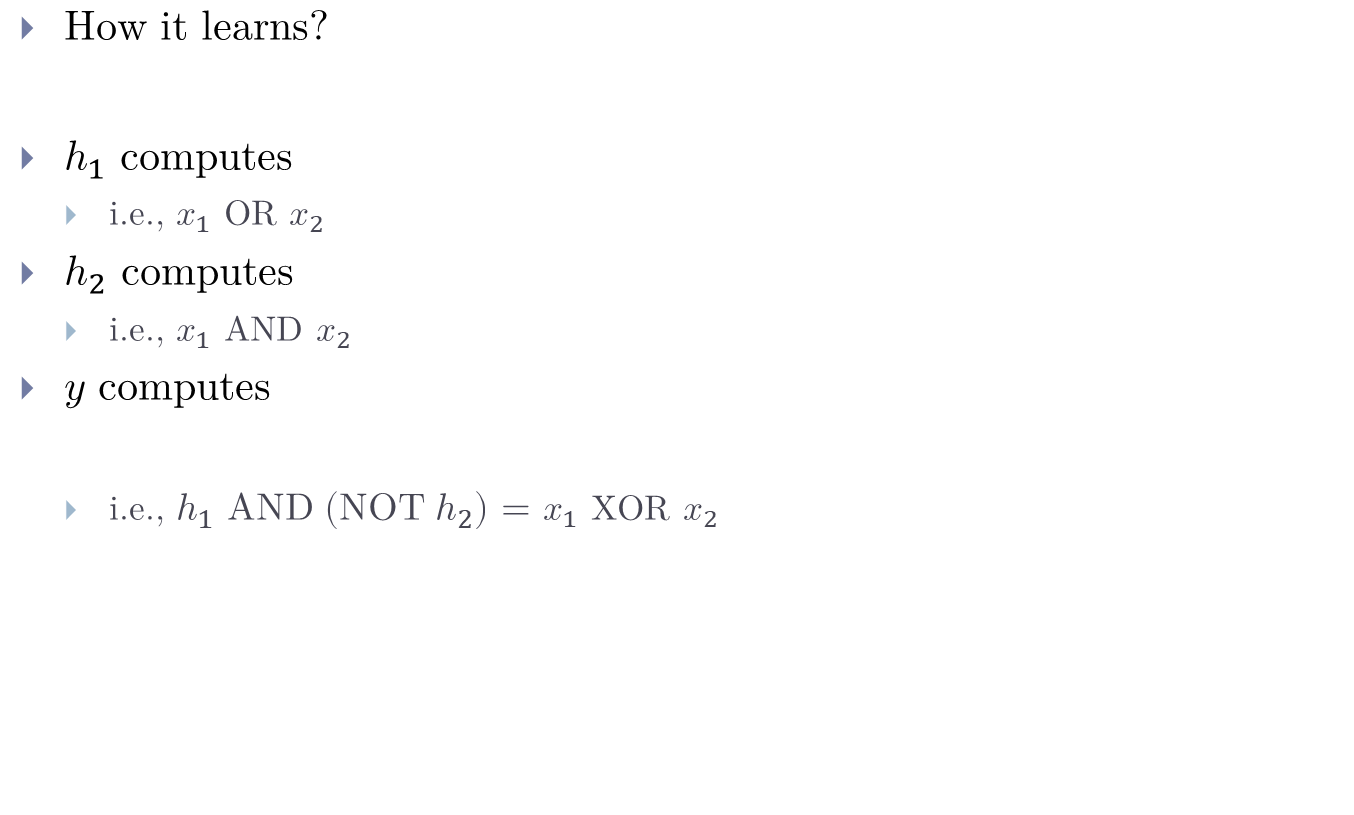 How it learns?
h₁ computes
i.e., x₁ OR x₂
h₂ computes
i.e., x₁ AND x₂
y computes
i.e., h₁ AND (NOT h₂) = x₁ XOR x₂